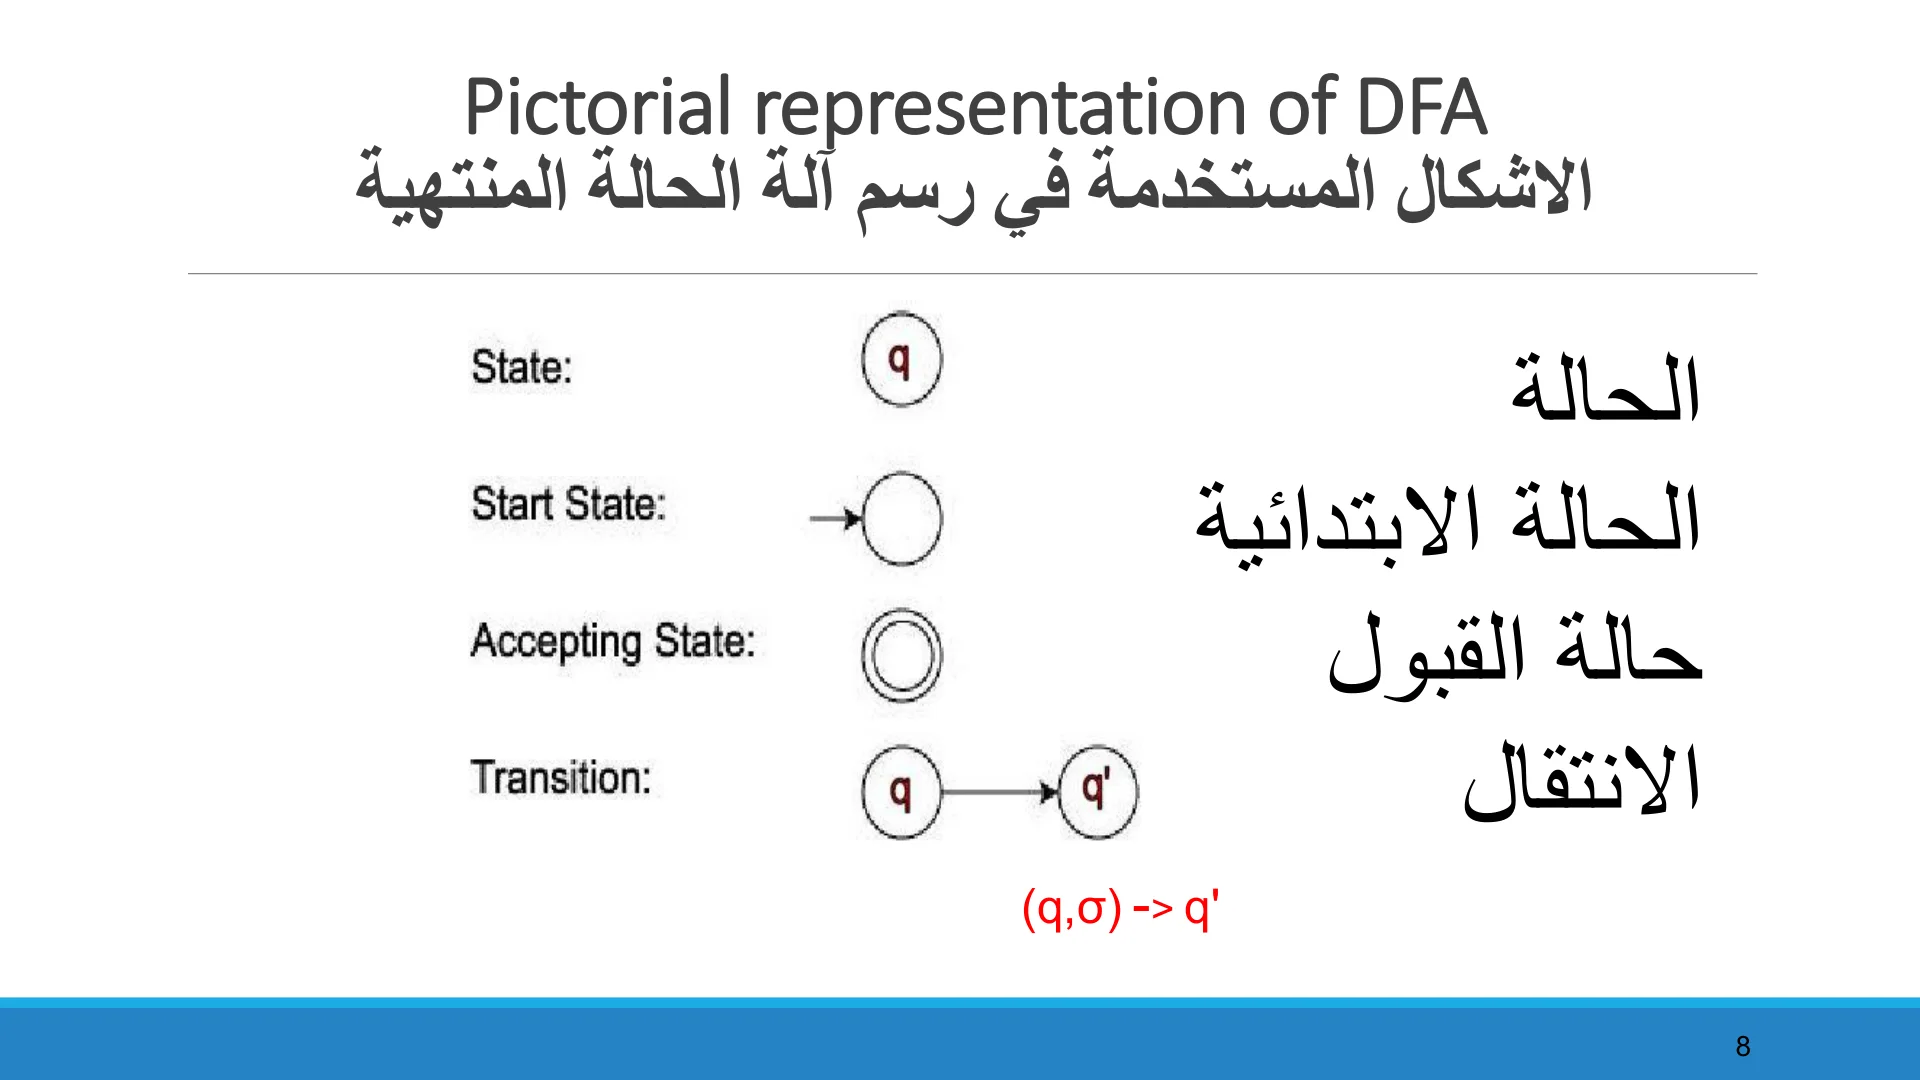 Pictorial representation of DFA
الاشكال المستخدمة في رسم آلة الحالة المنتهية
State:
q
الحالة
Start State:
الحالة الابتدائية
Accepting State:
حالة القبول
Transition:
q
q'
الانتقال
(q,σ) -> q'
8